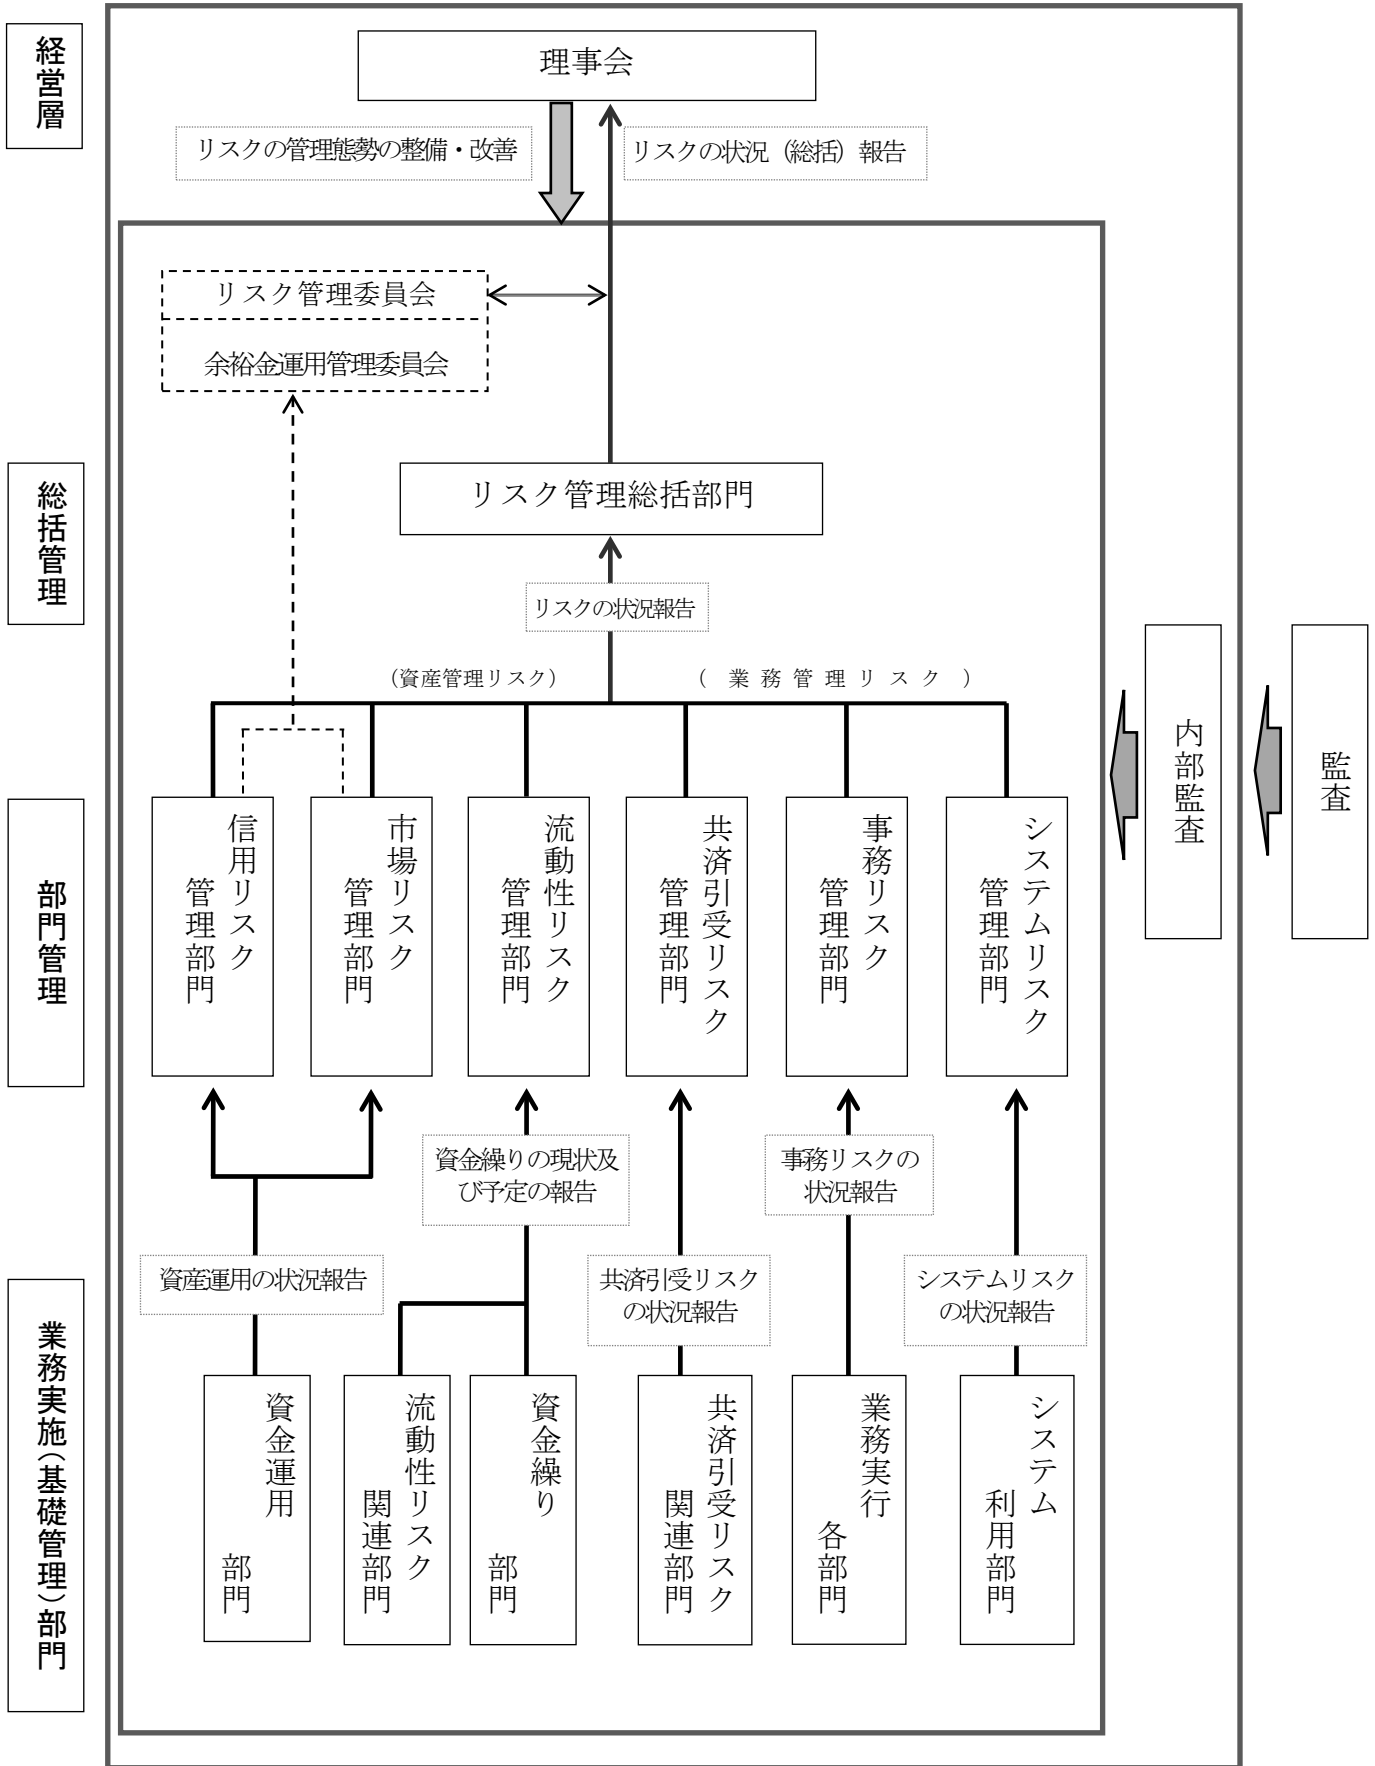 経営層
理事会
リスクの管理態勢の整備・改善
リスクの状況（総括）報告
リスク管理委員会
余裕金運用管理委員会
総括管理
リスク管理総括部門
リスクの状況報告
（資産管理リスク）
（業務管理リスク）
内部監査
監査
部門管理
信用リスク
管理部門
市場リスク
管理部門
流動性リスク
管理部門
共済引受リスク
管理部門
事務リスク
管理部門
システムリスク
管理部門
資金繰りの現状及
び予定の報告
事務リスクの
状況報告
資産運用の状況報告
共済引受リスク
の状況報告
システムリスク
の状況報告
業務実施（基礎管理）部門
資金運用
部門
流動性リスク
関連部門
資金繰り
部門
共済引受リスク
関連部門
業務実行
各部門
システム
利用部門